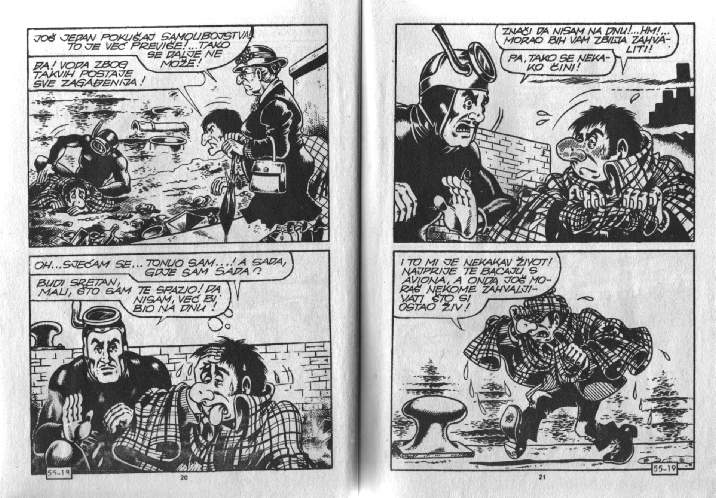 JOŠ JEDAN POKUŠAJ SAMOUBOJSTVA!
TO JE VEĆ PREVIŠE!... TAKO
SE DALJE NE
MOŽE!
DA! VODA ZBOG
TAKVIH POSTAJE
SVE ZAGAĐENIJA!
OH... SJEĆAM SE... TONUO SAM...! A SADA,
GDJE SAM SADA?
BUDI SRETAN,
MALI, ŠTO SAM TE SPAZIO! DA
NISAM, VEĆ BI
BIO NA DNU!
55-19
20
ZNAČI DA NISAM NA DNU!...HM!...
MORAO BIH VAM ZBILJA ZAHVA-
LITI!
PA, TAKO SE NEKA-
KO ČINI!
I TO MI JE NEKAKAV ŽIVOT!
NAJPRIJE TE BACAJU S
AVIONA, A ONDA JOŠ MO-
RAŠ NEKOME ZAHVALJI-
VATI ŠTO SI
OSTAO ŽIV!
55-19
21